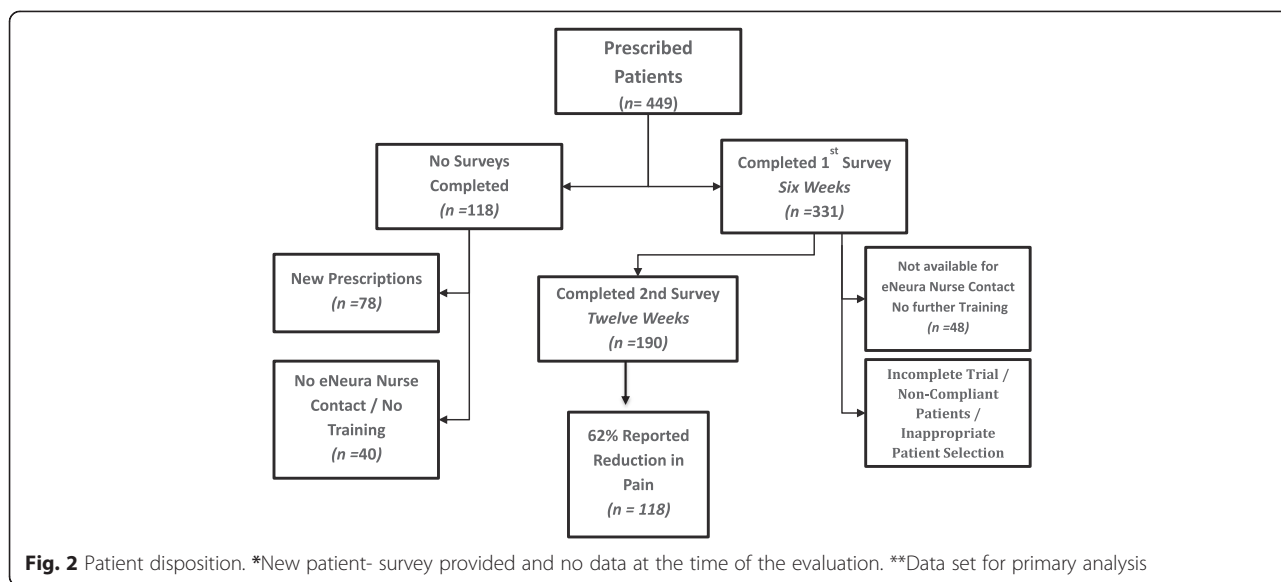 Prescribed
Patients
(n= 449)
No Surveys
Completed
(n =118)
Completed 1st Survey
Six Weeks
(n =331)
New Prescriptions
(n =78)
Completed 2nd Survey
Twelve Weeks
(n =190)
Not available for
eNeura Nurse Contact
No further Training
(n =48)
No eNeura Nurse
Contact / No
Training
(n =40)
62% Reported
Reduction in
Pain
(n = 118)
Incomplete Trial /
Non-Compliant
Patients /
Inappropriate
Patient Selection
Fig. 2 Patient disposition. *New patient- survey provided and no data at the time of the evaluation. **Data set for primary analysis